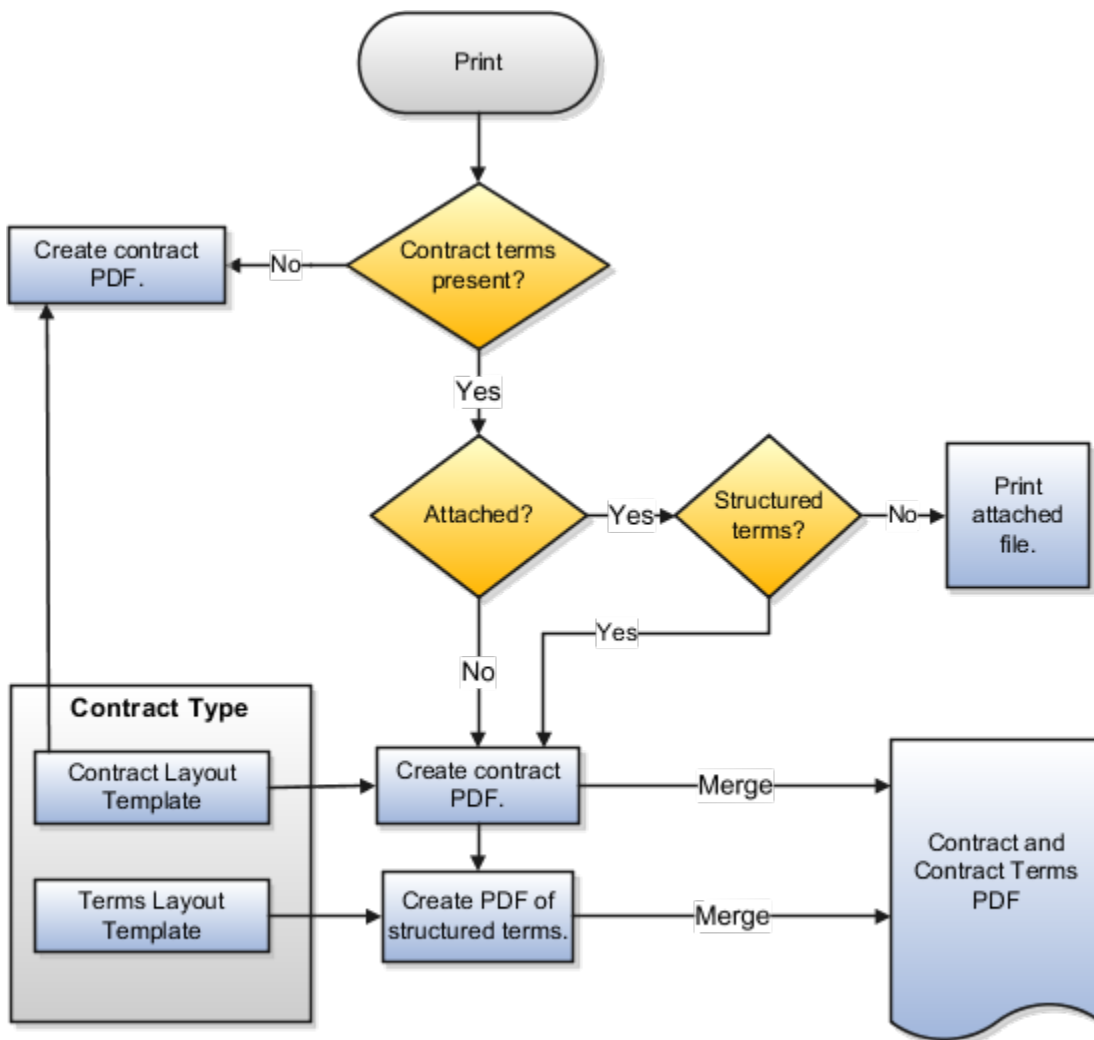 Print
Create contract
PDF.
No
Contract terms
present?
Yes
Attached?
Yes
Structured
terms?
No
Print
attached
file.
Yes
No
Contract Type
Contract Layout
Template
Create contract
PDF.
Merge
Contract and
Contract Terms
PDF
Terms Layout
Template
Create PDF of
structured terms.
Merge